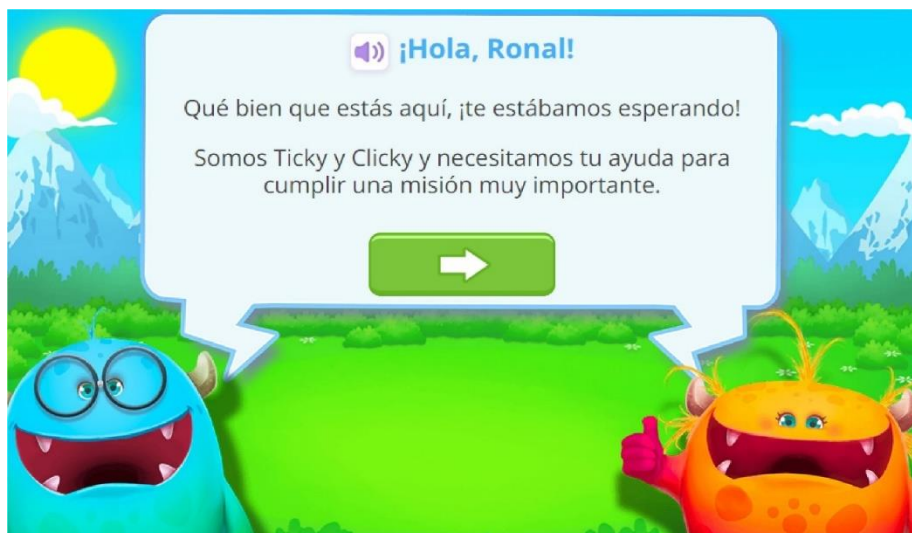 ¡Hola, Ronal!
Qué bien que estás aquí, ¡te estábamos esperando!
Somos Ticky y Clicky y necesitamos tu ayuda para
cumplir una misión muy importante.